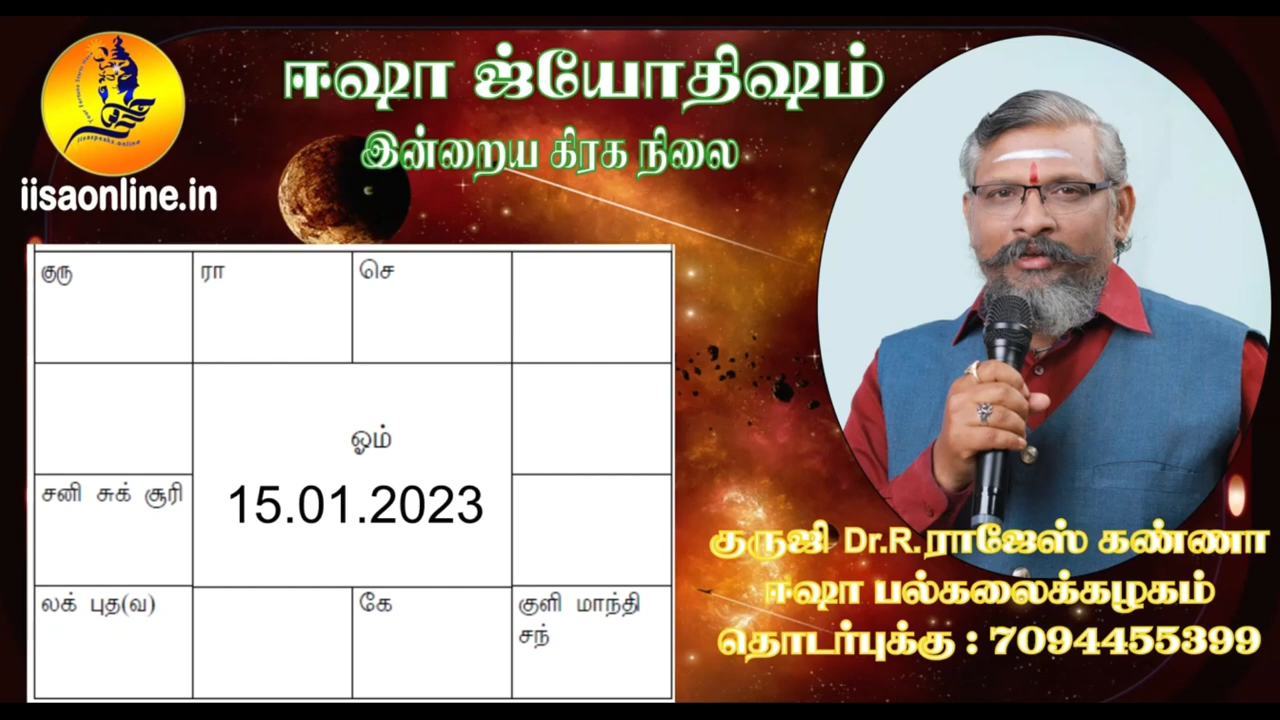 ஈஷா ஜ்யோதிஷம்
இன்றைய கிரக நிலை
iisaonline.in
குரு
ரா
செ
ஓம்
15.01.2023
சனி சுக் சூரி
லக் புத(வ)
கே
குளி மாந்தி
சந்
குருஜி Dr.R.ராஜேஸ் கண்ணா
ஈஷா பல்கலைக்கழகம்
தொடர்புக்கு : 7094455399